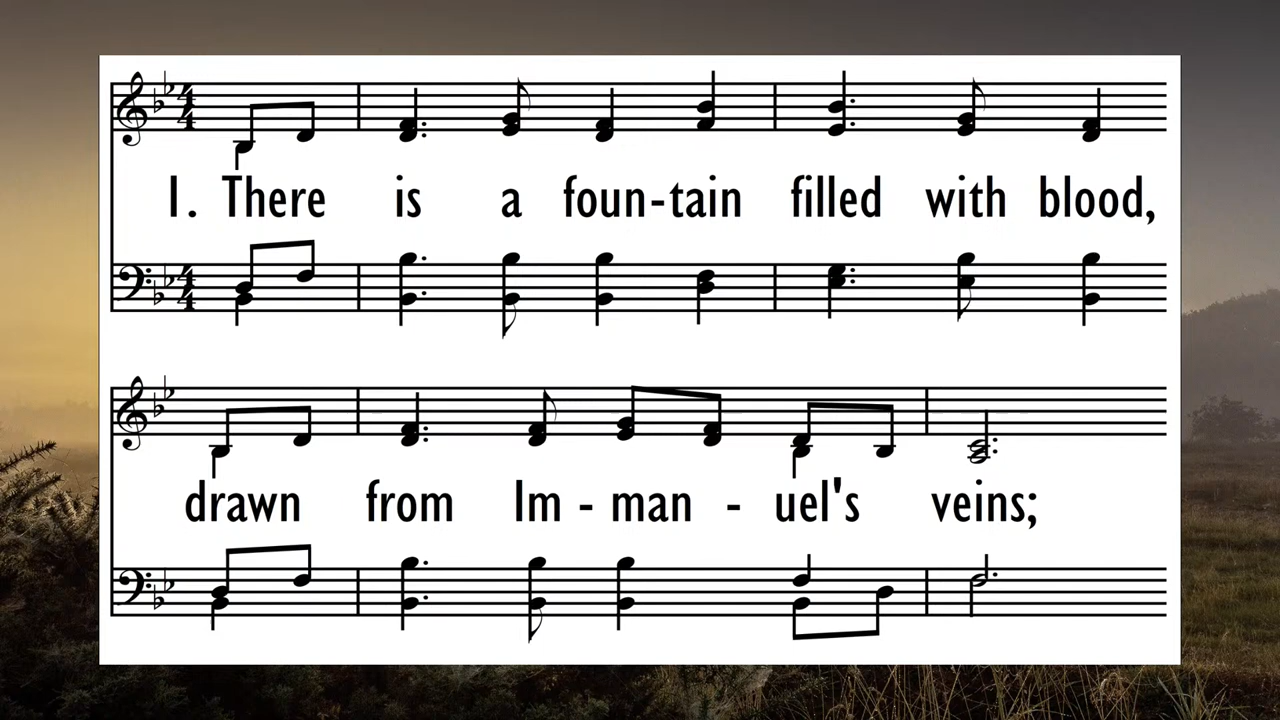 1. There is a foun-tain filled with blood,
drawn from Im - man - uel's veins;